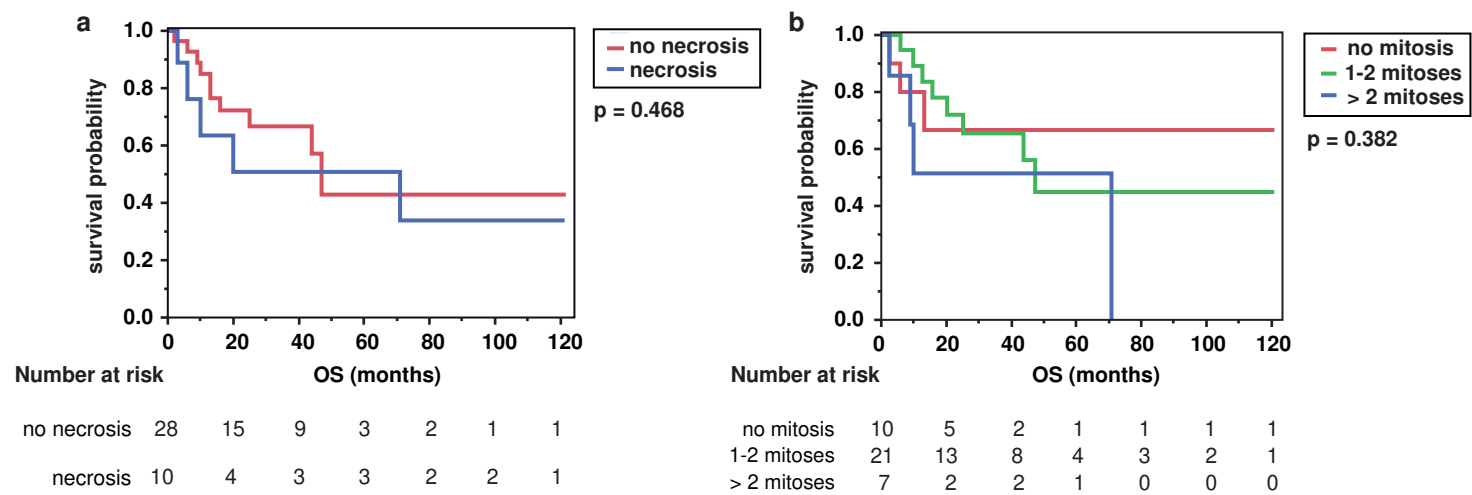 a
1.0
0.8
0.6
0.4
0.2
0.0
survival probability
0 20 40 60 80 100 120
OS (months)
no necrosis
necrosis
p = 0.468
Number at risk
no necrosis 28 15 9 3 2 1 1
necrosis 10 4 3 3 2 2 1
b
1.0
0.8
0.6
0.4
0.2
0.0
survival probability
0 20 40 60 80 100 120
OS (months)
no mitosis
1-2 mitoses
> 2 mitoses
p = 0.382
Number at risk
no mitosis 10 5 2 1 1 1 1
1-2 mitoses 21 13 8 4 3 2 1
> 2 mitoses 7 2 2 1 0 0 0